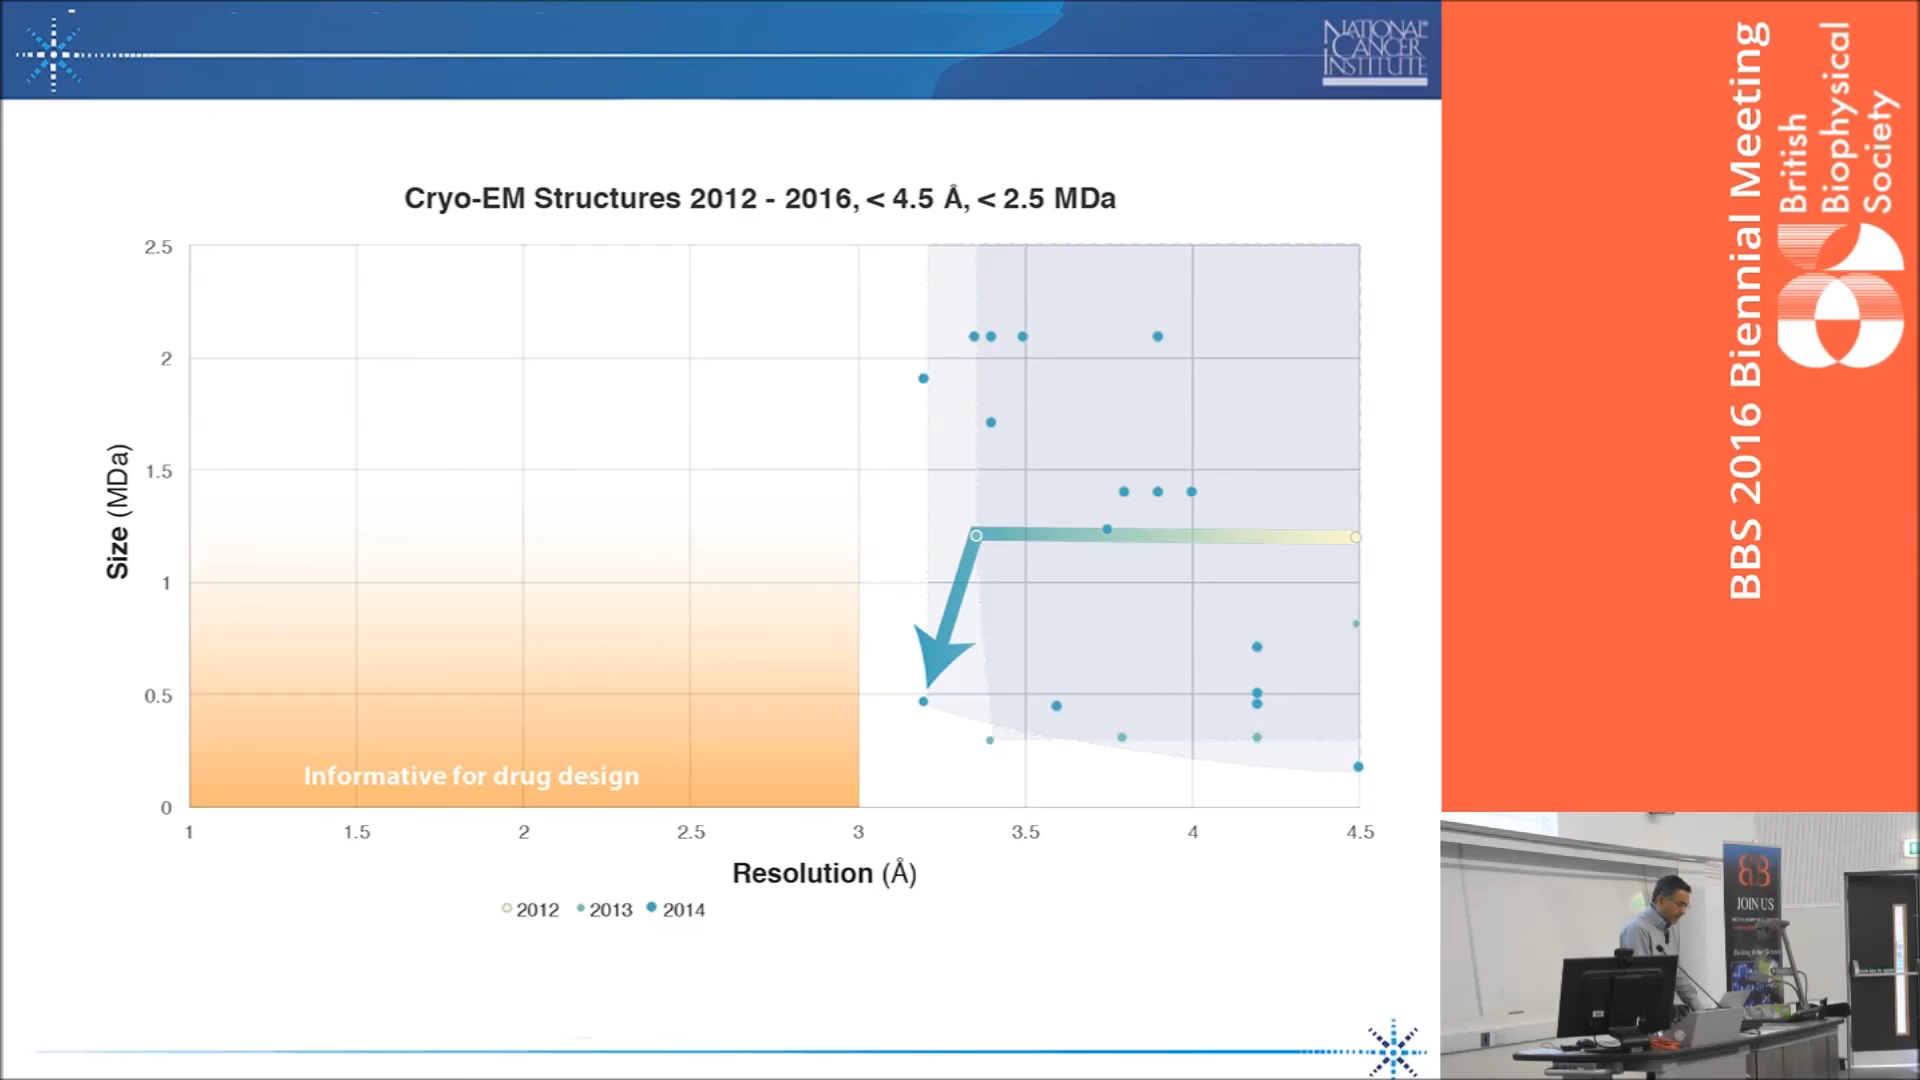 NATIONAL
CANCER
INSTITUTE
Cryo-EM Structures 2012 - 2016, < 4.5 Å, < 2.5 MDa
2.5
2
1.5
1
0.5
0
Size (MDa)
Informative for drug design
1 1.5 2 2.5 3 3.5 4 4.5
Resolution (Å)
2012 2013 2014
BBS 2016 Biennial Meeting
British
Biophysical
Society
JOIN US